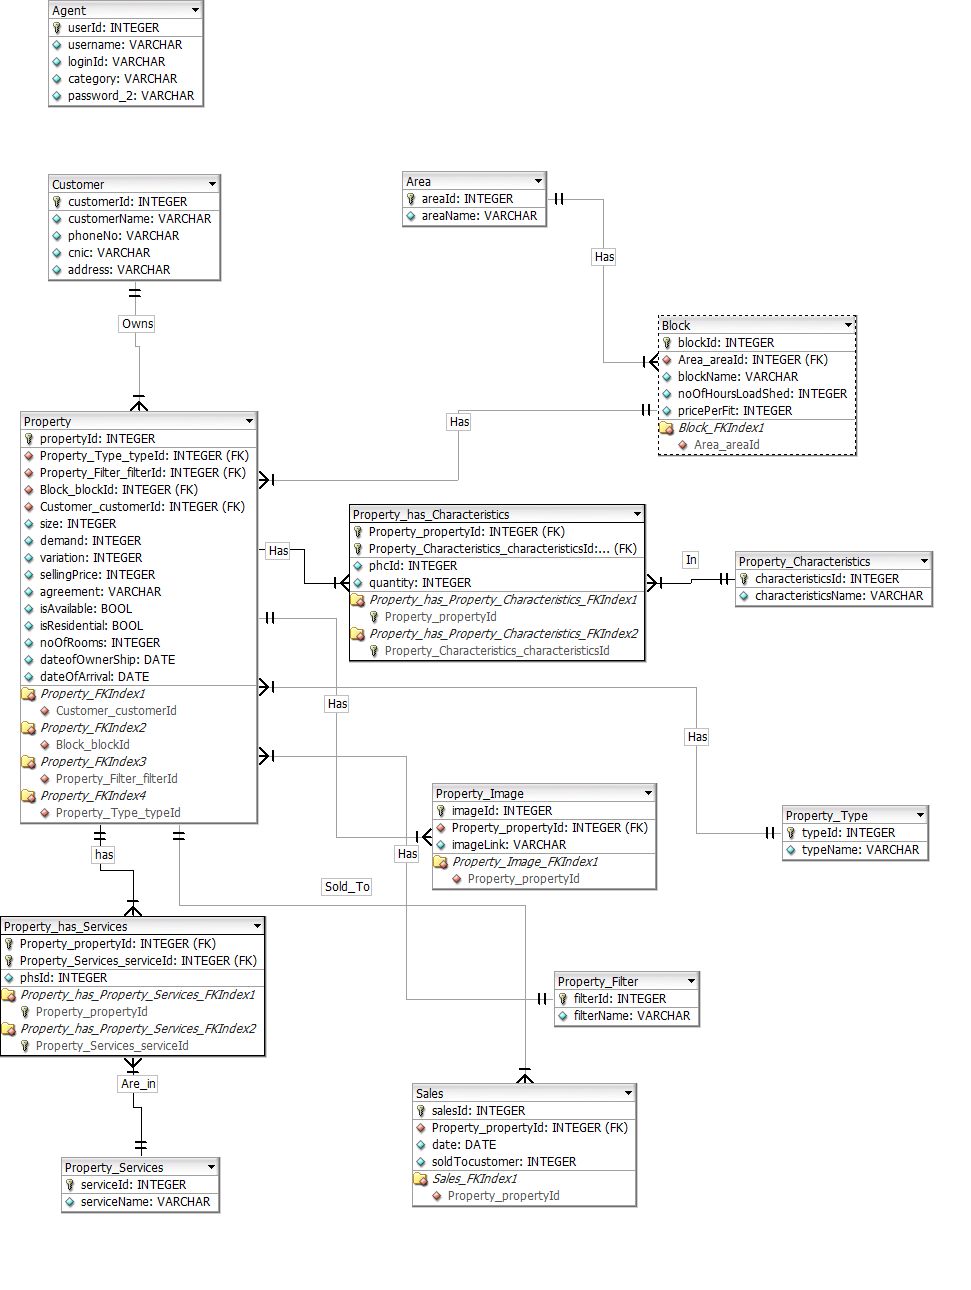 Agent
userId: INTEGER
username: VARCHAR
loginId: VARCHAR
category: VARCHAR
password_2: VARCHAR
Customer
customerId: INTEGER
customerName: VARCHAR
phoneNo: VARCHAR
cnic: VARCHAR
address: VARCHAR
Area
areaId: INTEGER
areaName: VARCHAR
Has
Owns
Block
blockId: INTEGER
Area_areaId: INTEGER (FK)
blockName: VARCHAR
noOfHoursLoadShed: INTEGER
pricePerFit: INTEGER
Block_FKIndex1
Area_areaId
Has
Property
propertyId: INTEGER
Property_Type_typeId: INTEGER (FK)
Property_Filter_filterId: INTEGER (FK)
Block_blockId: INTEGER (FK)
Customer_customerId: INTEGER (FK)
size: INTEGER
demand: INTEGER
variation: INTEGER
sellingPrice: INTEGER
agreement: VARCHAR
isAvailable: BOOL
isResidential: BOOL
noOfRooms: INTEGER
dateofOwnerShip: DATE
dateOfArrival: DATE
Property_FKIndex1
Customer_customerId
Property_FKIndex2
Block_blockId
Property_FKIndex3
Property_Filter_filterId
Property_FKIndex4
Property_Type_typeId
Has
Property_has_Characteristics
Property_propertyId: INTEGER (FK)
Property_Characteristics_characteristicsId:... (FK)
phcId: INTEGER
quantity: INTEGER
Property_has_Property_Characteristics_FKIndex1
Property_propertyId
Property_has_Property_Characteristics_FKIndex2
Property_Characteristics_characteristicsId
In
Property_Characteristics
characteristicsId: INTEGER
characteristicsName: VARCHAR
Has
Has
Property_Image
imageId: INTEGER
Property_propertyId: INTEGER (FK)
imageLink: VARCHAR
Property_Image_FKIndex1
Property_propertyId
Property_Type
typeId: INTEGER
typeName: VARCHAR
has
Has
Sold_To
Property_has_Services
Property_propertyId: INTEGER (FK)
Property_Services_serviceId: INTEGER (FK)
phsId: INTEGER
Property_has_Property_Services_FKIndex1
Property_propertyId
Property_has_Property_Services_FKIndex2
Property_Services_serviceId
Property_Filter
filterId: INTEGER
filterName: VARCHAR
Are_in
Sales
salesId: INTEGER
Property_propertyId: INTEGER (FK)
date: DATE
soldTocustomer: INTEGER
Sales_FKIndex1
Property_propertyId
Property_Services
serviceId: INTEGER
serviceName: VARCHAR